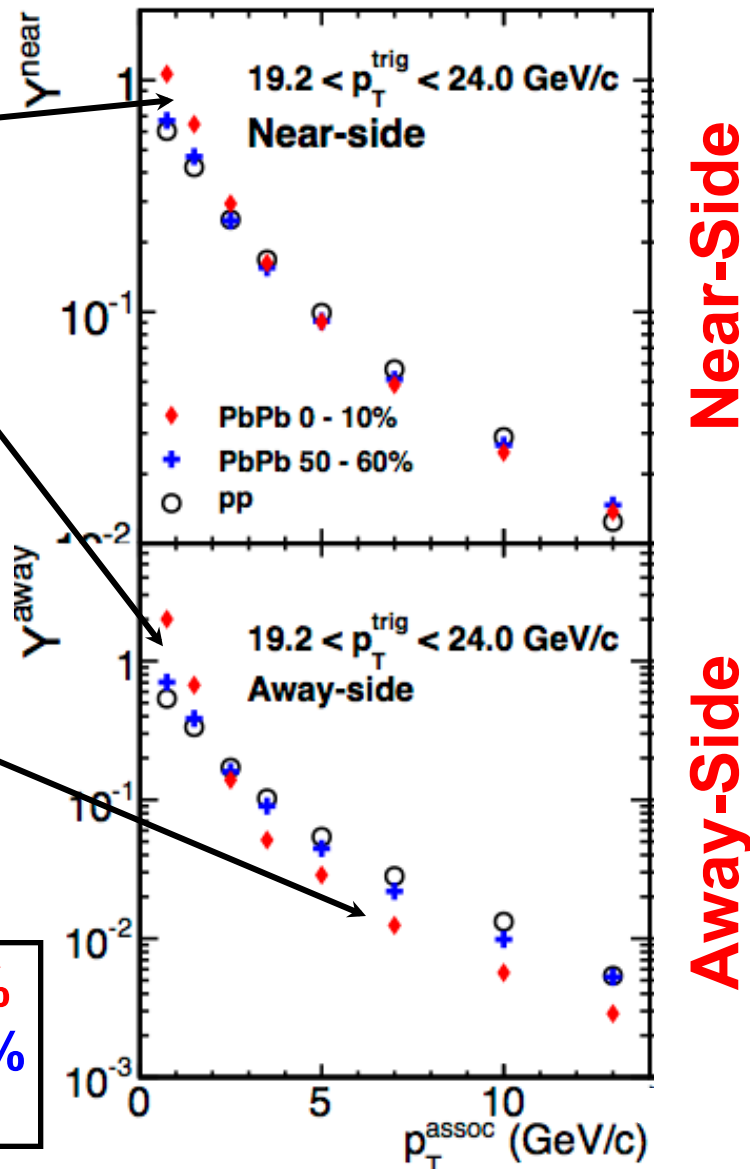 Y^near
1
19.2 < p_T^trig < 24.0 GeV/c
Near-side
10^-1
PbPb 0 - 10%
PbPb 50 - 60%
pp
Near-Side
Y^away
1
19.2 < p_T^trig < 24.0 GeV/c
Away-side
10^-1
10^-2
10^-3
0 5 10
p_T^assoc (GeV/c)
Away-Side
%
%